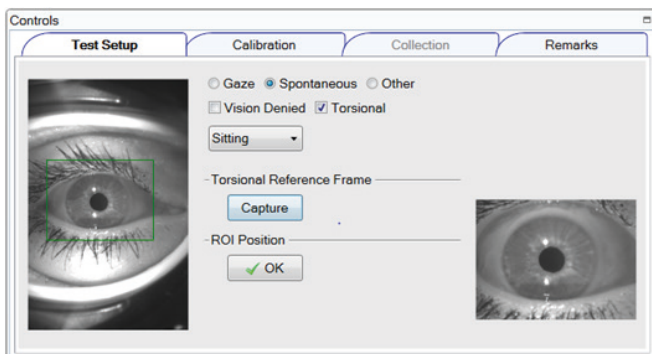 Controls
Test Setup
Calibration
Collection
Remarks
Gaze Spontaneous Other
Vision Denied Torsional
Sitting
Torsional Reference Frame
Capture
ROI Position
OK